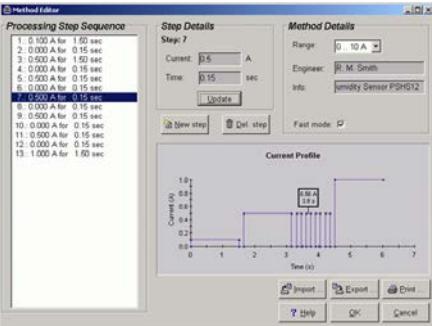 Method Editor
Processing Step Sequence
1.: 0.100 A for 1.50 sec
2.: 0.000 A for 0.15 sec
3.: 0.500 A for 1.50 sec
4.: 0.000 A for 0.15 sec
5.: 0.500 A for 0.15 sec
6.: 0.000 A for 0.15 sec
7.: 0.500 A for 0.15 sec
8.: 0.000 A for 0.15 sec
9.: 0.500 A for 0.15 sec
10.: 0.000 A for 0.15 sec
11.: 0.500 A for 0.15 sec
12.: 0.000 A for 0.15 sec
13.: 1.000 A for 1.50 sec
Step Details
Step: 7
Current: 0.5 A
Time: 0.15 sec
Update
New step
Del. step
Method Details
Range: 0... 10 A
Engineer: R. M. Smith
Info: umidity Sensor PSHS12
Fast mode:
Current Profile
Current (A)
1.0
0.8
0.6
0.4
0.2
0.0
0.50 A
3.9 s
0 1 2 3 4 5 6 7
Time (s)
Import...
Export...
Print...
? Help
OK
Cancel